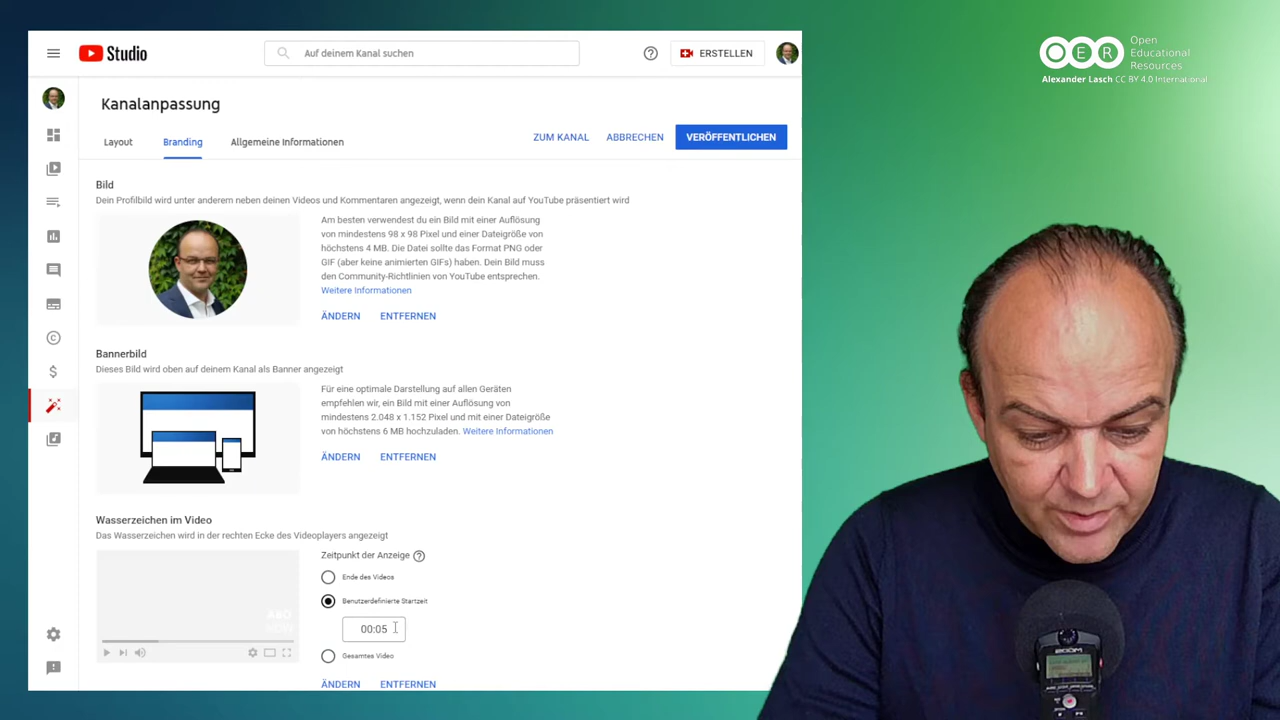 Studio
Auf deinem Kanal suchen
ERSTELLEN
OER
Open
Educational
Resources
Alexander Lasch CC BY 4.0 International
Kanalanpassung
Layout
Branding
Allgemeine Informationen
ZUM KANAL
ABBRECHEN
VERÖFFENTLICHEN
Bild
Dein Profilbild wird unter anderem neben deinen Videos und Kommentaren angezeigt, wenn dein Kanal auf YouTube präsentiert wird
Am besten verwendest du ein Bild mit einer Auflösung
von mindestens 98 x 98 Pixel und einer Dateigröße von
höchstens 4 MB. Die Datei sollte das Format PNG oder
GIF (aber keine animierten GIFs) haben. Dein Bild muss
den Community-Richtlinien von YouTube entsprechen.
Weitere Informationen
ÄNDERN
ENTFERNEN
Bannerbild
Dieses Bild wird oben auf deinem Kanal als Banner angezeigt
Für eine optimale Darstellung auf allen Geräten
empfehlen wir, ein Bild mit einer Auflösung von
mindestens 2.048 x 1.152 Pixel und mit einer Dateigröße
von höchstens 6 MB hochzuladen. Weitere Informationen
ÄNDERN
ENTFERNEN
Wasserzeichen im Video
Das Wasserzeichen wird in der rechten Ecke des Videoplayers angezeigt
Zeitpunkt der Anzeige
Ende des Videos
Benutzerdefinierte Startzeit
00:05
Gesamtes Video
ÄNDERN
ENTFERNEN
zoom